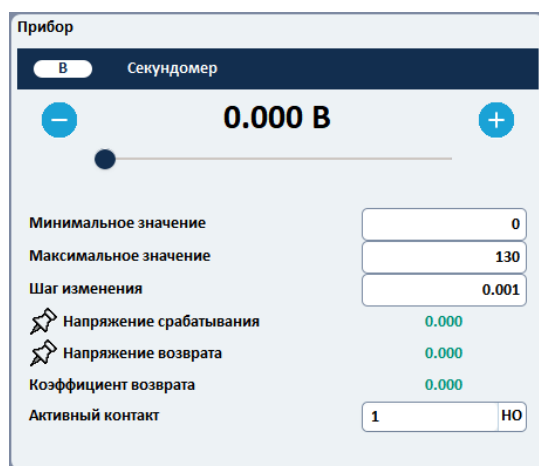 Прибор
В Секундомер
0.000 В
Минимальное значение 0
Максимальное значение 130
Шаг изменения 0.001
Напряжение срабатывания 0.000
Напряжение возврата 0.000
Коэффициент возврата 0.000
Активный контакт 1 НО